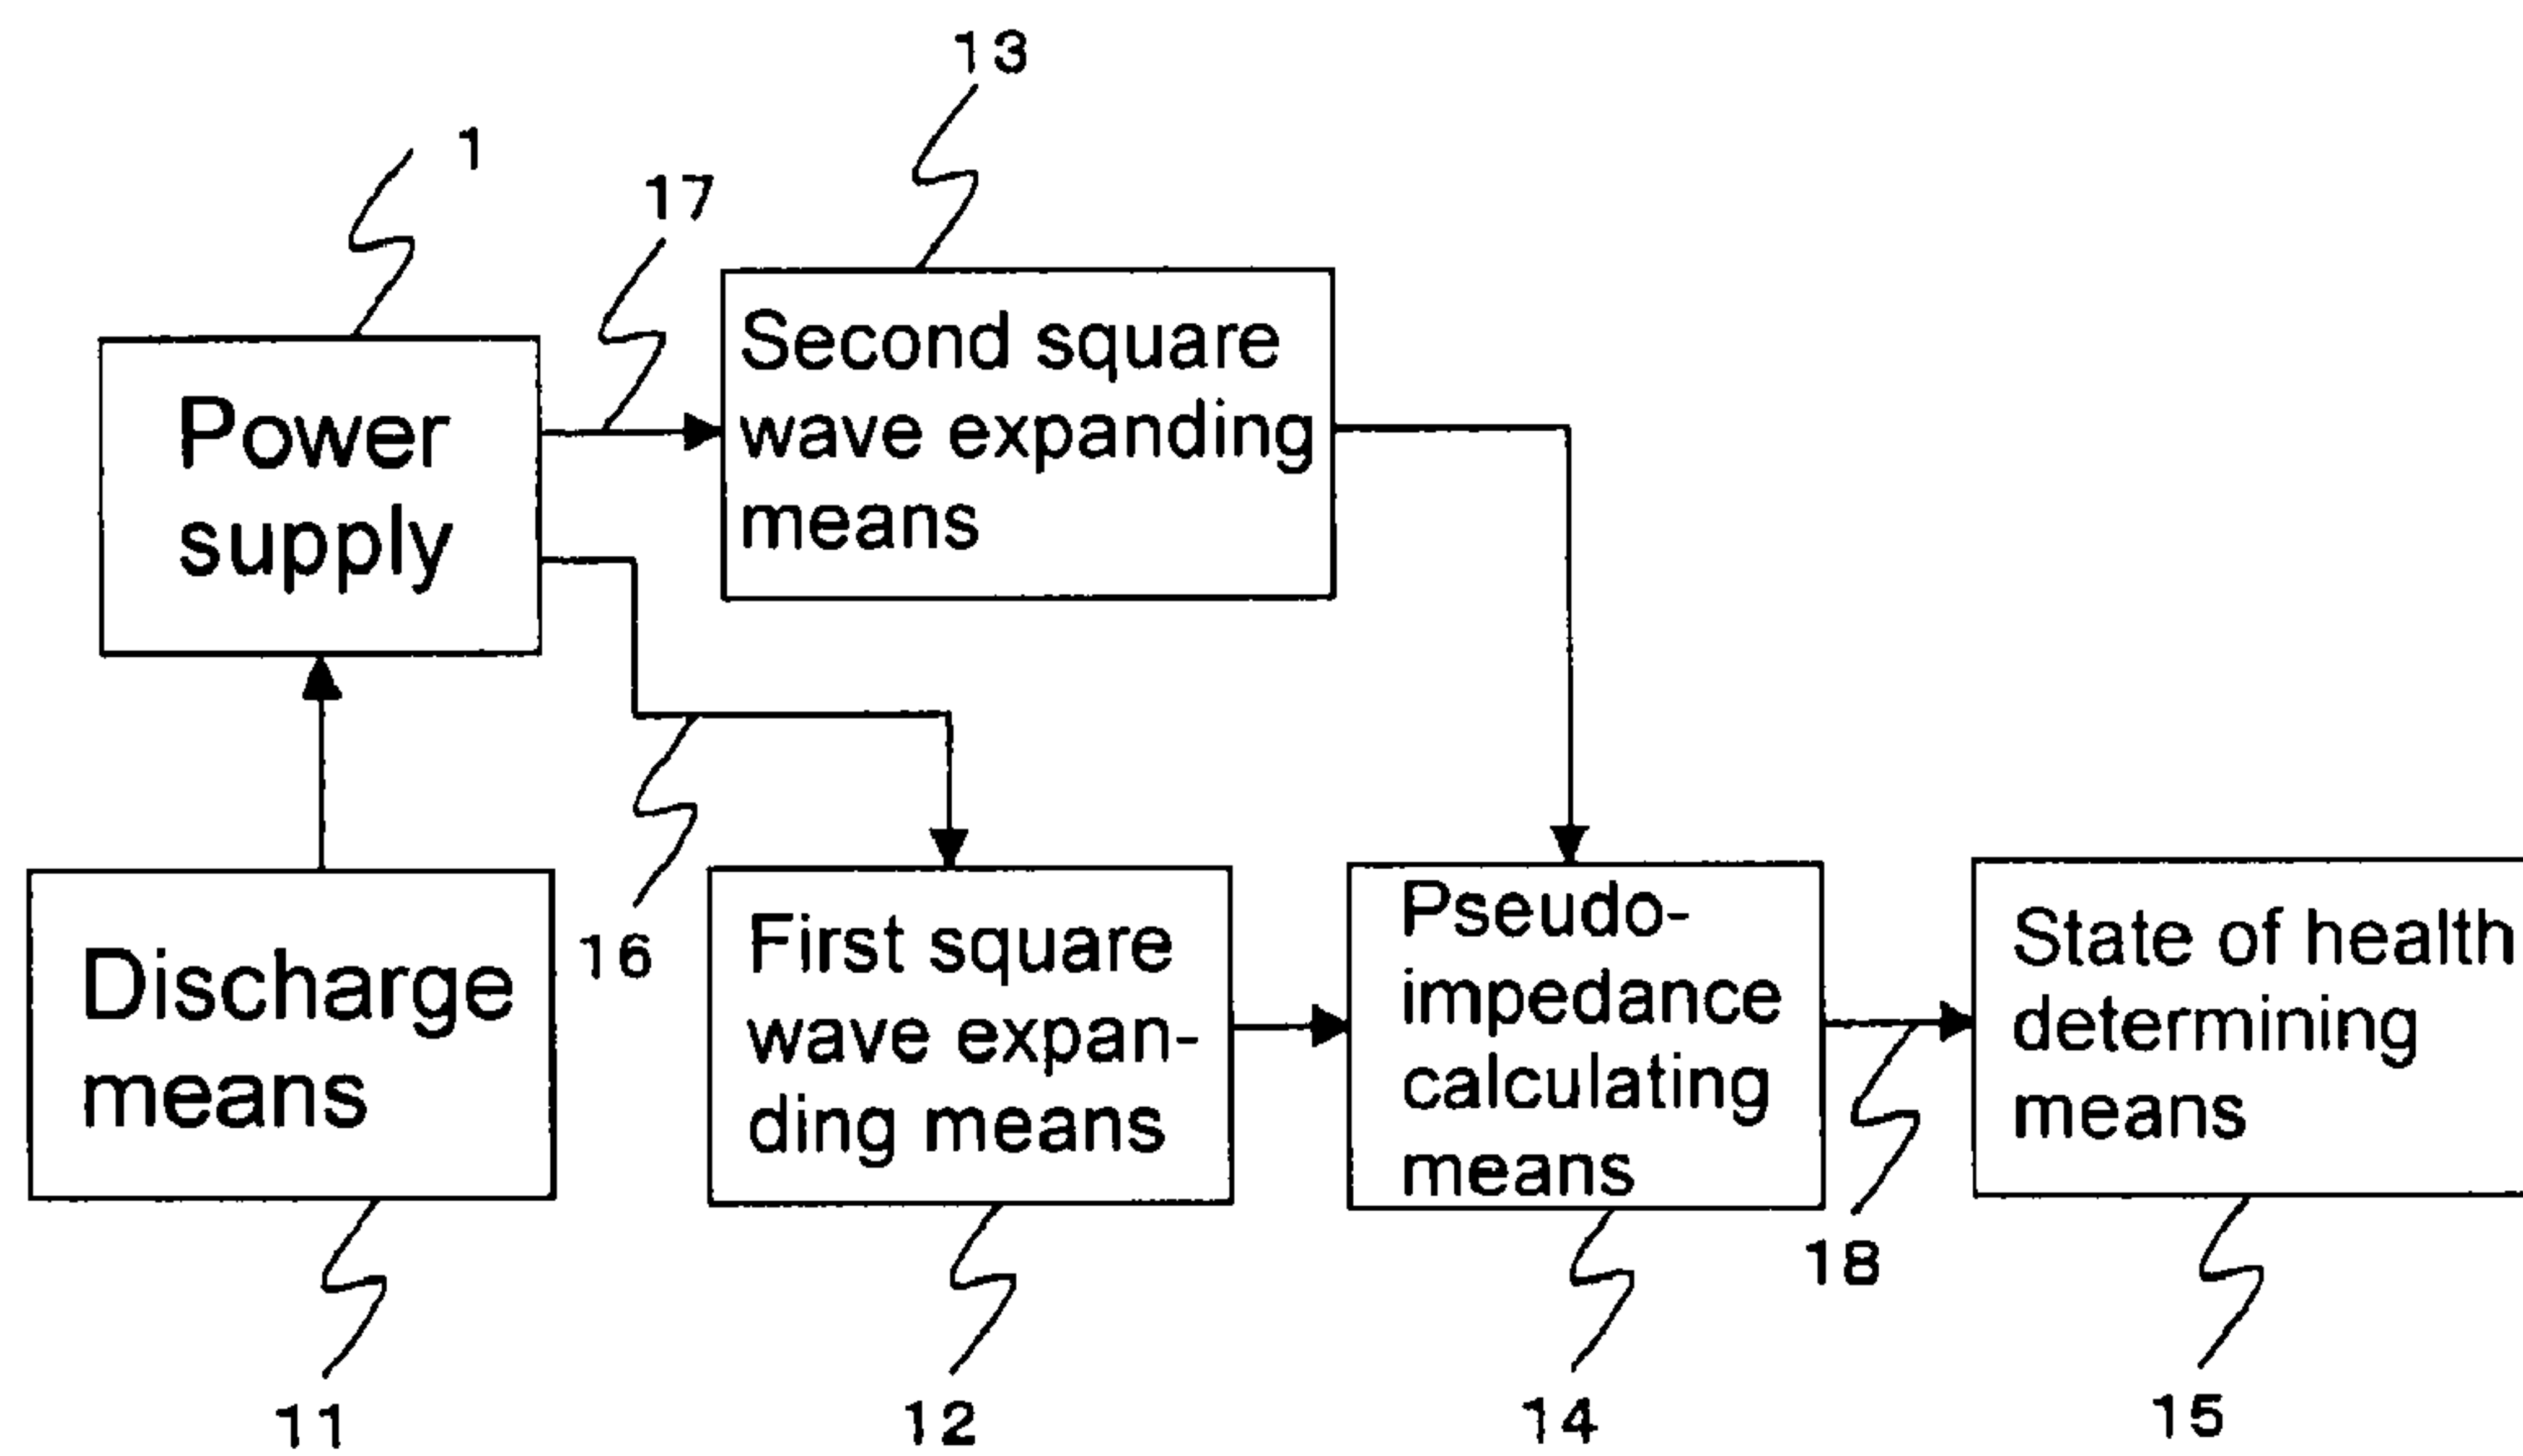 13
1
17
Second square
wave expanding
means
Power
supply
16
Discharge
means
First square
wave expan-
ding means
Pseudo-
impedance
calculating
means
State of health
determining
means
18
11
12
14
15